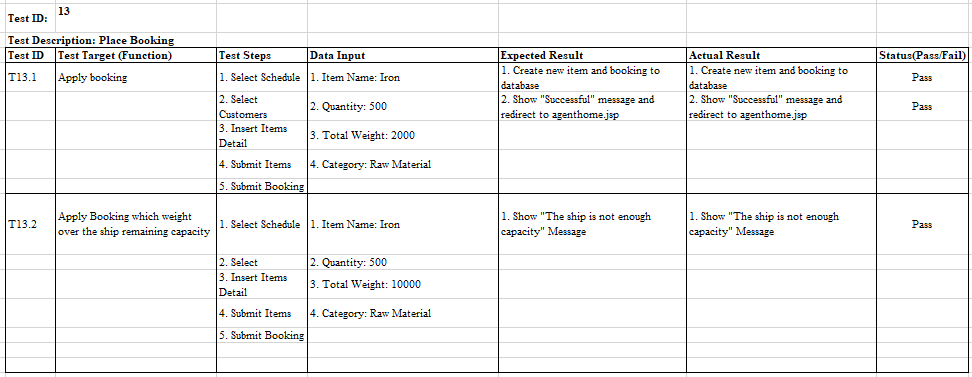 Test ID: 13
Test Description: Place Booking
Test ID Test Target (Function) Test Steps Data Input Expected Result Actual Result Status(Pass/Fail)
T13.1 Apply booking 1. Select Schedule 1. Item Name: Iron 1. Create new item and booking to database 1. Create new item and booking to database Pass
2. Select Customers 2. Quantity: 500 2. Show "Successful" message and redirect to agenthome.jsp 2. Show "Successful" message and redirect to agenthome.jsp Pass
3. Insert Items Detail 3. Total Weight: 2000
4. Submit Items 4. Category: Raw Material
5. Submit Booking
T13.2 Apply Booking which weight over the ship remaining capacity 1. Select Schedule 1. Item Name: Iron 1. Show "The ship is not enough capacity" Message 1. Show "The ship is not enough capacity" Message Pass
2. Select 2. Quantity: 500
3. Insert Items Detail 3. Total Weight: 10000
4. Submit Items 4. Category: Raw Material
5. Submit Booking